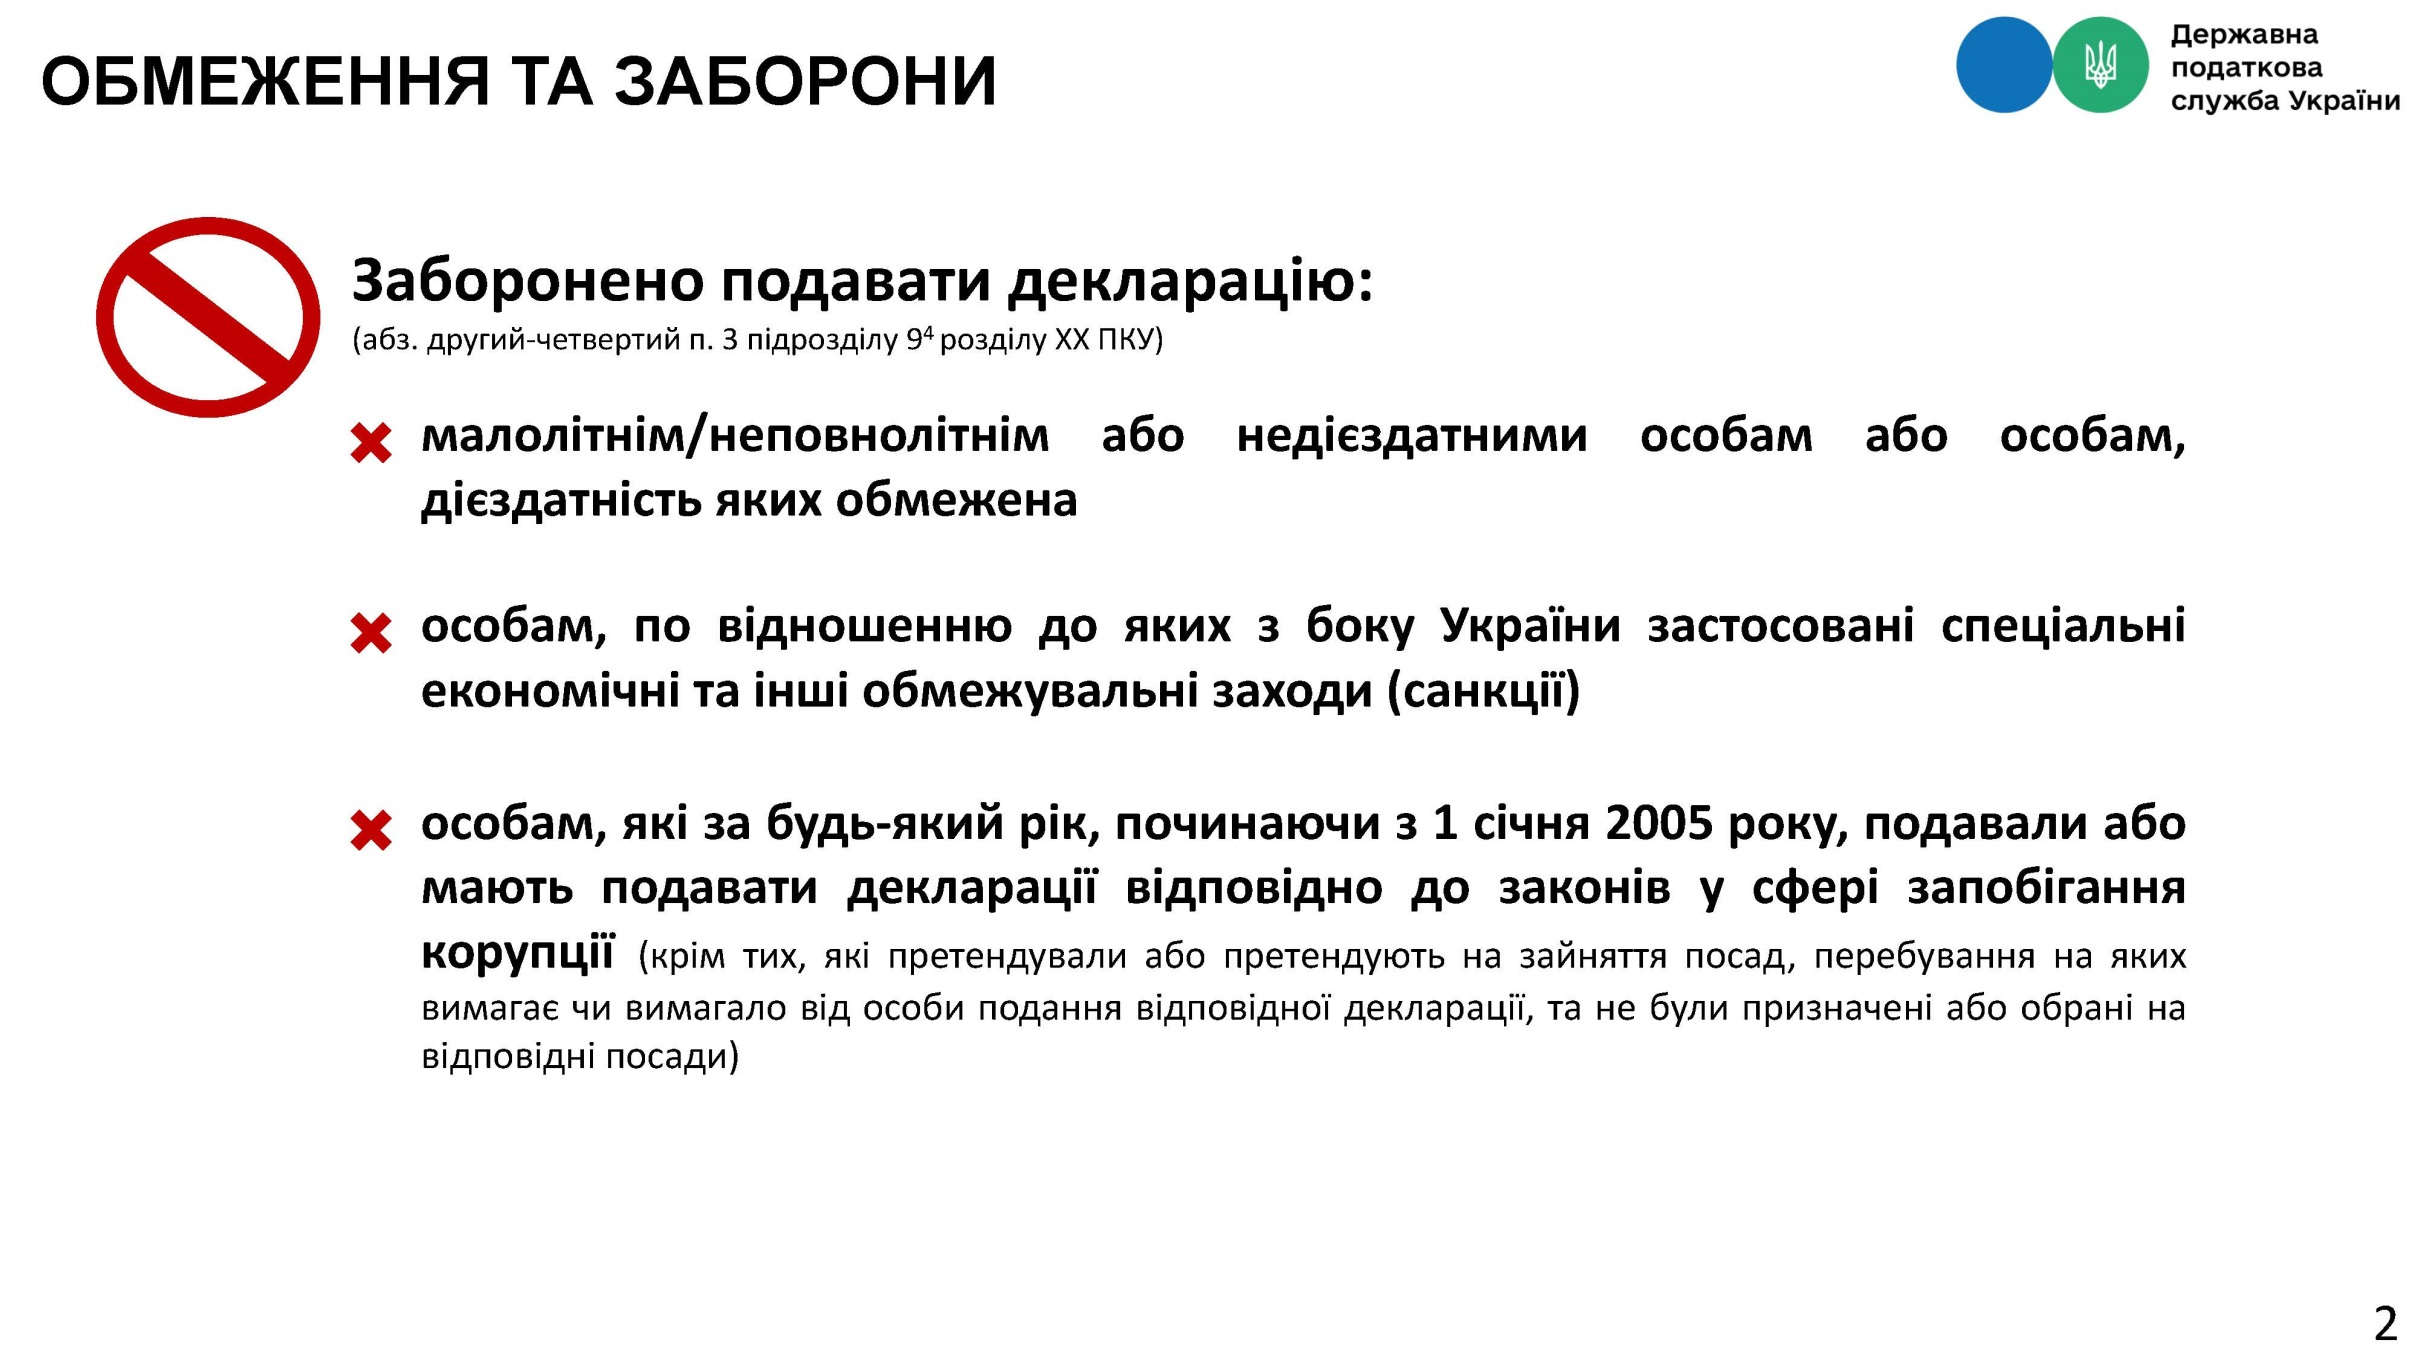 ОБМЕЖЕННЯ ТА ЗАБОРОНИ
Державна
податкова
служба України
Заборонено подавати декларацію:
(абз. другий-четвертий п. 3 підрозділу 9⁴ розділу ХХ ПКУ)
малолітнім/неповнолітнім або недієздатними особам або особам,
дієздатність яких обмежена
особам, по відношенню до яких з боку України застосовані спеціальні
економічні та інші обмежувальні заходи (санкції)
особам, які за будь-який рік, починаючи з 1 січня 2005 року, подавали або
мають подавати декларації відповідно до законів у сфері запобігання
корупції (крім тих, які претендували або претендують на зайняття посад, перебування на яких
вимагає чи вимагало від особи подання відповідної декларації, та не були призначені або обрані на
відповідні посади)
2